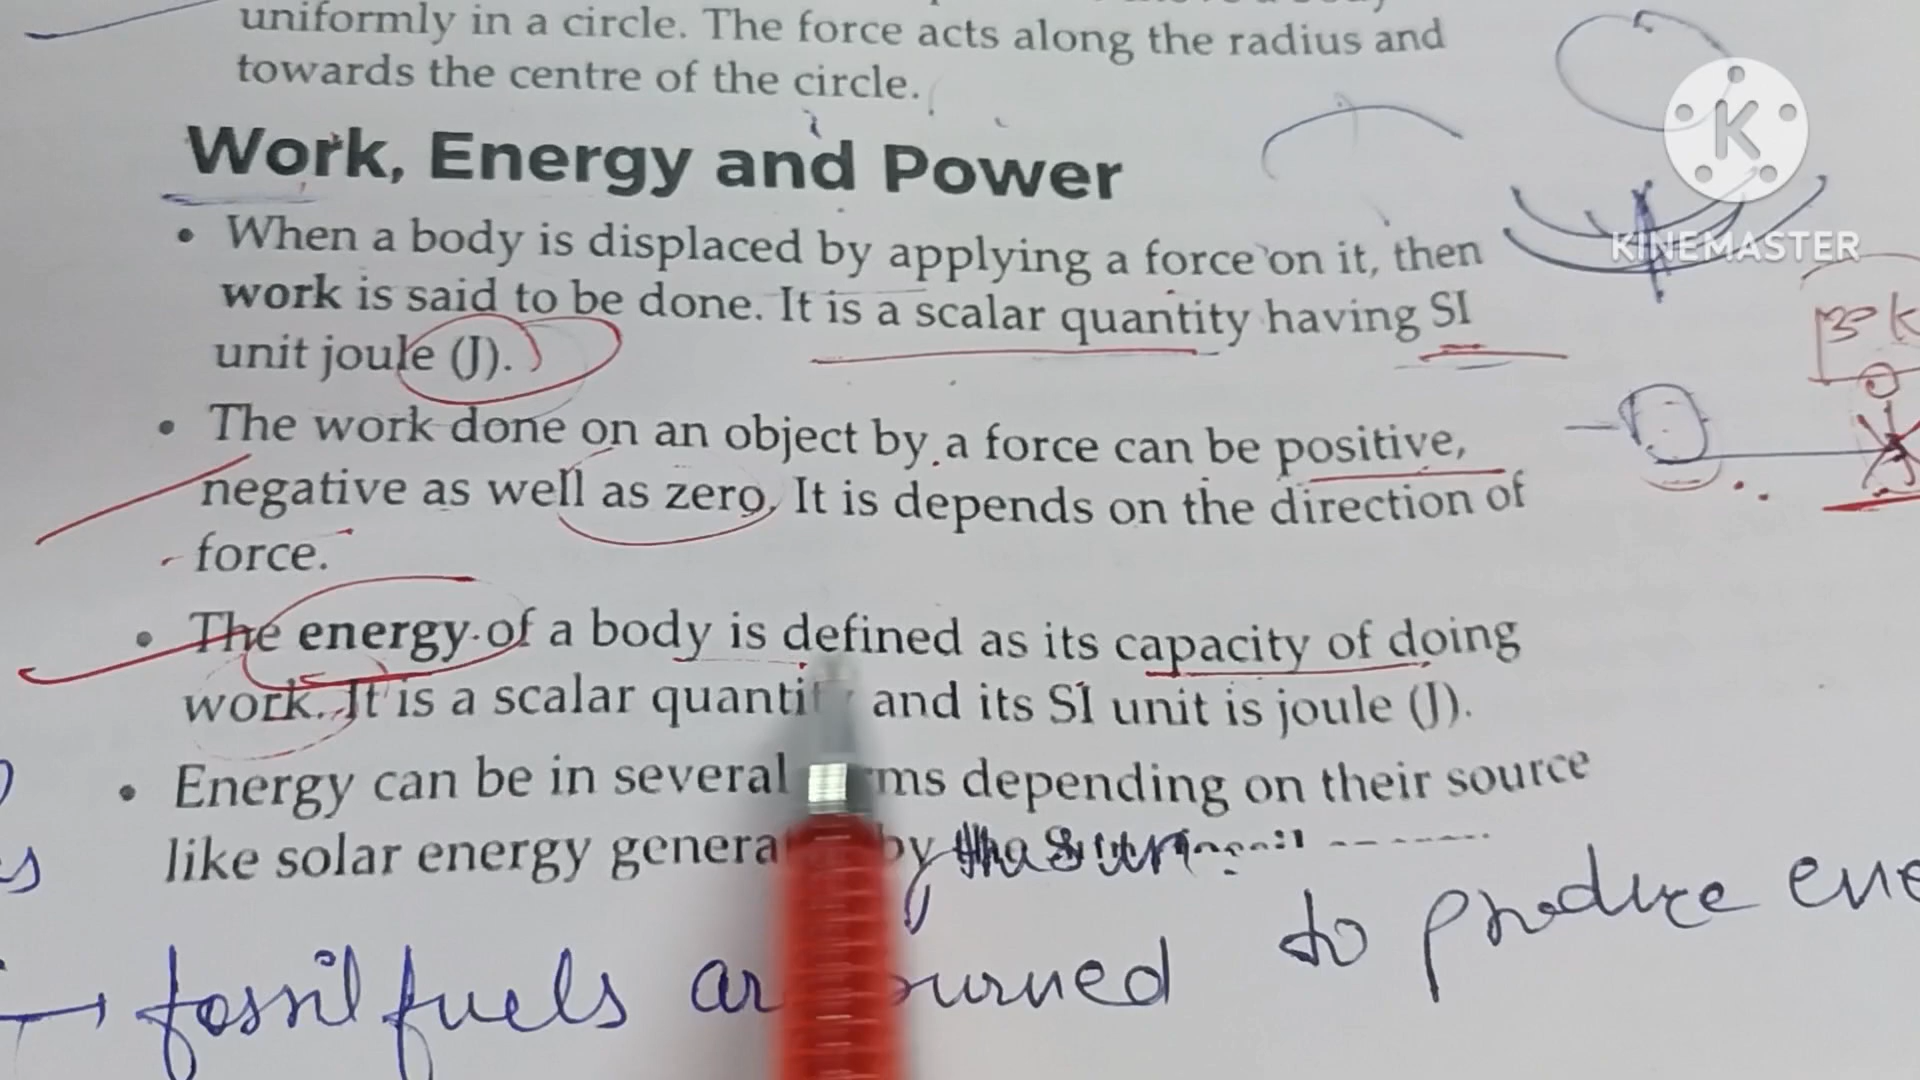 uniformly in a circle. The force acts along the radius and
towards the centre of the circle.
K
KINEMASTER
Work, Energy and Power
• When a body is displaced by applying a force on it, then
work is said to be done. It is a scalar quantity having SI
unit joule (J).
• The work done on an object by a force can be positive,
negative as well as zero. It is depends on the direction of
force.
• The energy of a body is defined as its capacity of doing
work. It is a scalar quantity and its SI unit is joule (J).
• Energy can be in several depending on their source
like solar energy by the sun
→ fossil fuels to produce